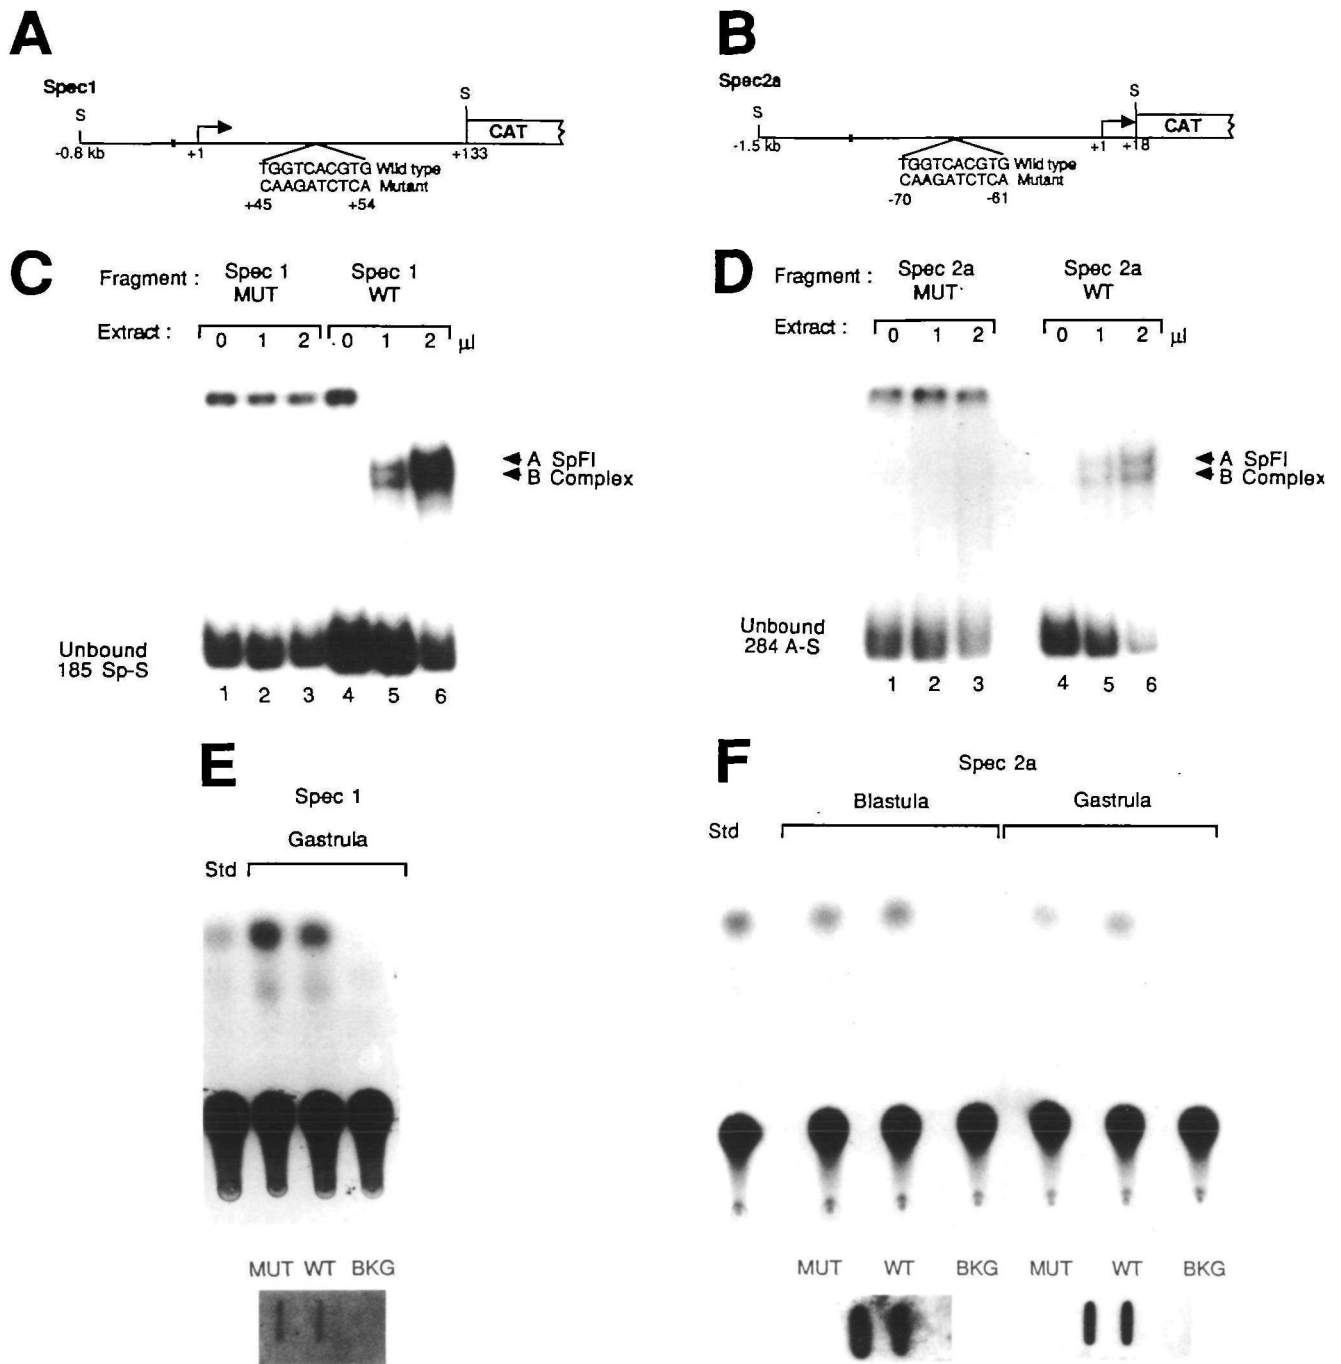 A
Spec1
S
S
CAT
-0.8 kb
+1
+133
TGGTCACGTG Wild type
CAAGATCTCA Mutant
+45
+54
B
Spec2a
S
S
CAT
-1.5 kb
+1
+18
TGGTCACGTG Wild type
CAAGATCTCA Mutant
-70
-61
C
Fragment :
Spec 1
MUT
Spec 1
WT
Extract :
0 1 2 0 1 2 µl
A SpFI
B Complex
Unbound
185 Sp-S
1 2 3 4 5 6
D
Fragment :
Spec 2a
MUT
Spec 2a
WT
Extract :
0 1 2 0 1 2 µl
A SpFI
B Complex
Unbound
284 A-S
1 2 3 4 5 6
E
Spec 1
Gastrula
Std
MUT WT BKG
F
Spec 2a
Blastula
Gastrula
Std
MUT WT BKG MUT WT BKG